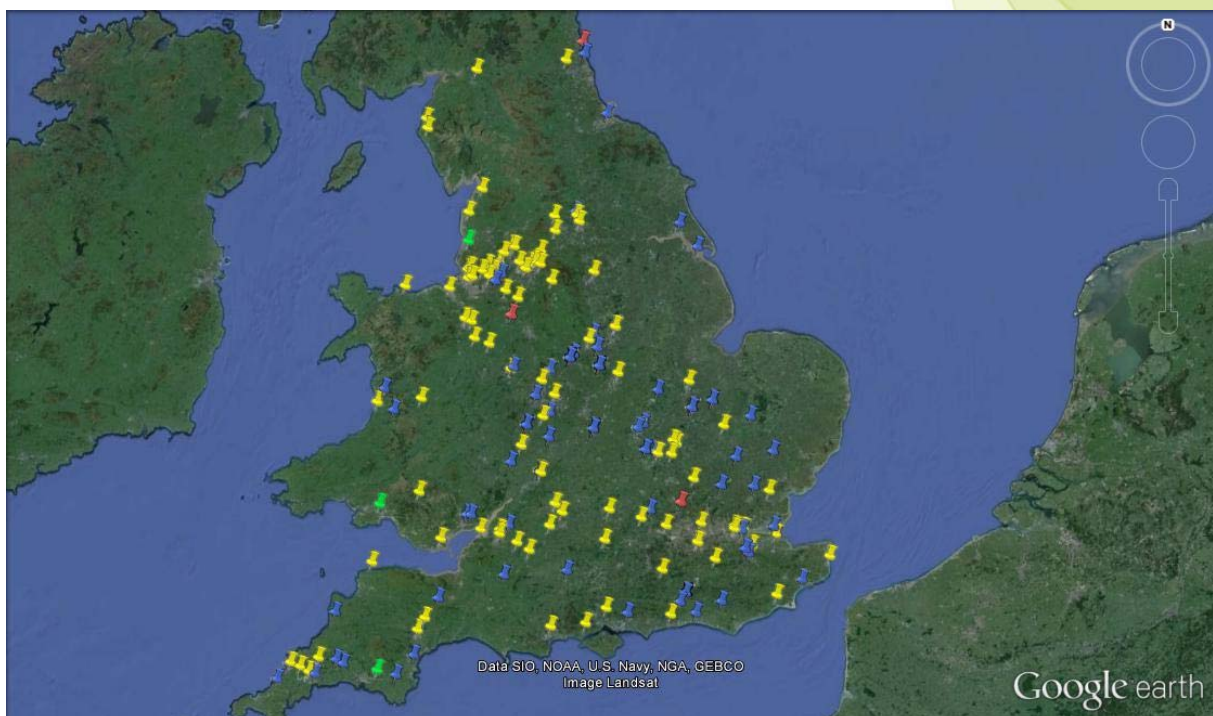 N
Data SIO, NOAA, U.S. Navy, NGA, GEBCO
Image Landsat
Google earth